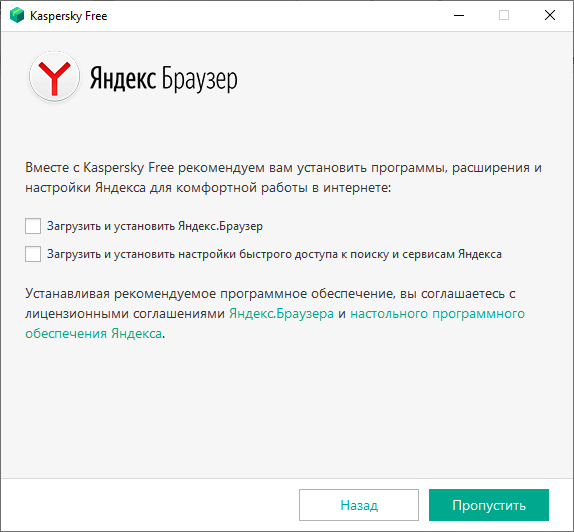 Kaspersky Free
Яндекс Браузер
Вместе с Kaspersky Free рекомендуем вам установить программы, расширения и
настройки Яндекса для комфортной работы в интернете:
Загрузить и установить Яндекс.Браузер
Загрузить и установить настройки быстрого доступа к поиску и сервисам Яндекса
Устанавливая рекомендуемое программное обеспечение, вы соглашаетесь с
лицензионными соглашениями Яндекс.Браузера и настольного программного
обеспечения Яндекса.
Назад
Пропустить